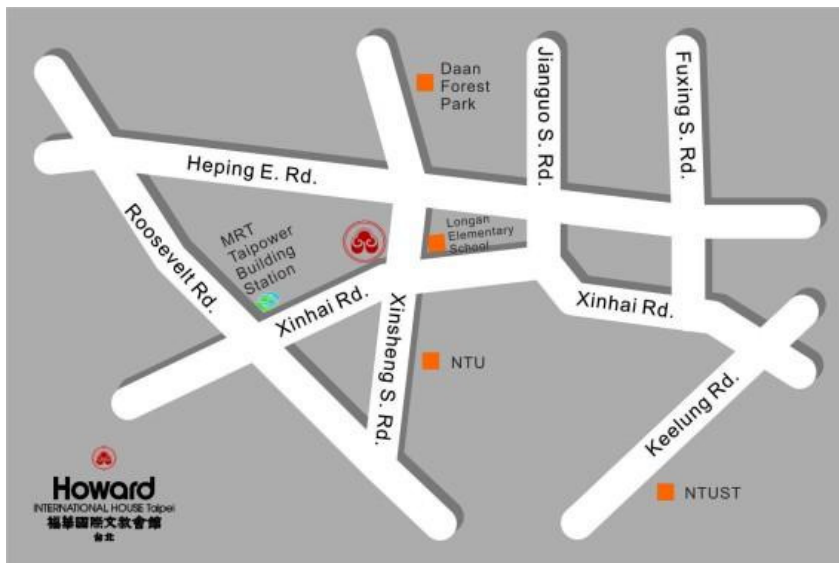 Daan
Forest
Park
Jianguo S. Rd.
Fuxing S. Rd.
Heping E. Rd.
Roosevelt Rd.
MRT
Taipower
Building
Station
Longan
Elementary
School
Xinhai Rd.
Xinhai Rd.
Xinsheng S. Rd.
NTU
Keelung Rd.
NTUST
Howard
INTERNATIONAL HOUSE Taipei
福華國際文教會館
台北